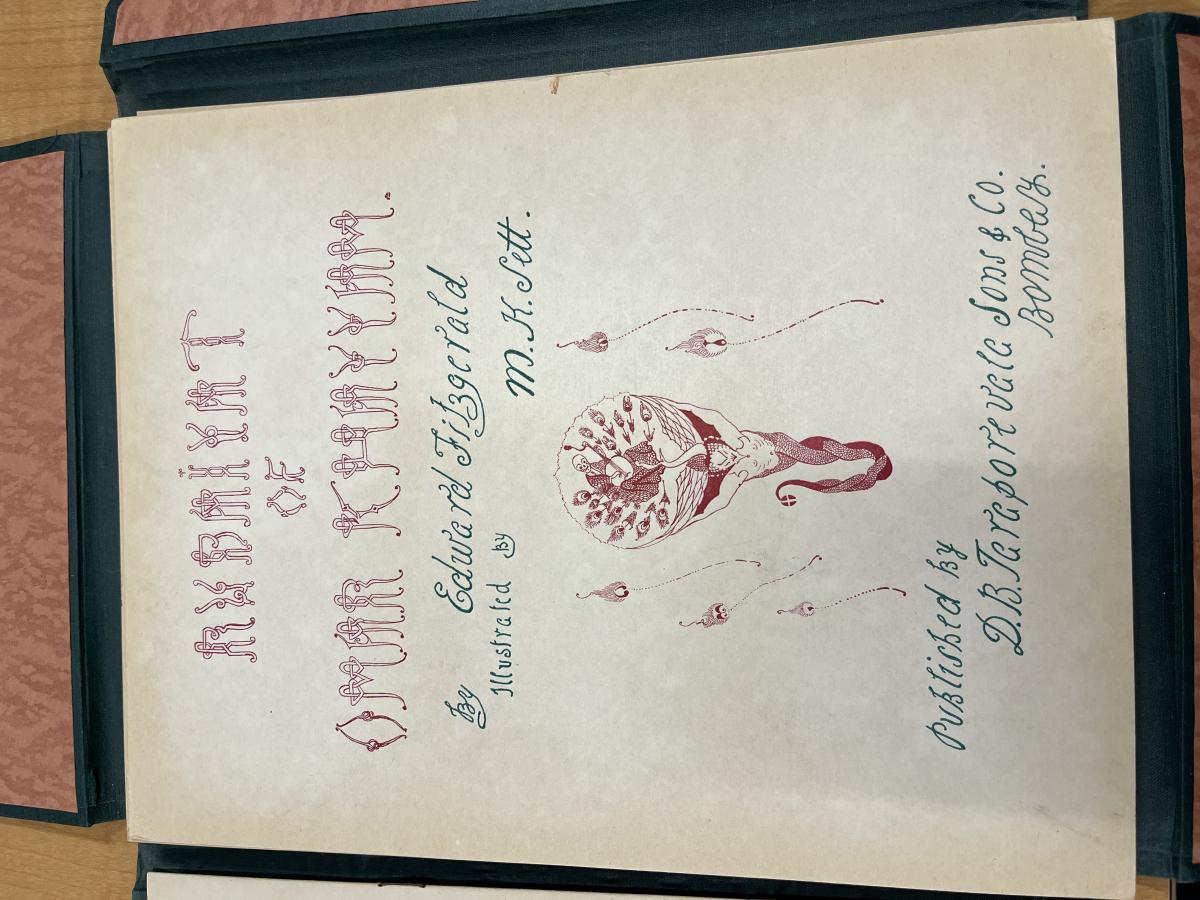 RUBAIYAT
OF
OMAR KHAYYAM.
By Edward Fitzgerald
Illustrated By M. K. Sett.
Published by
D.B. Taraporevala Sons & Co.
Bombay.